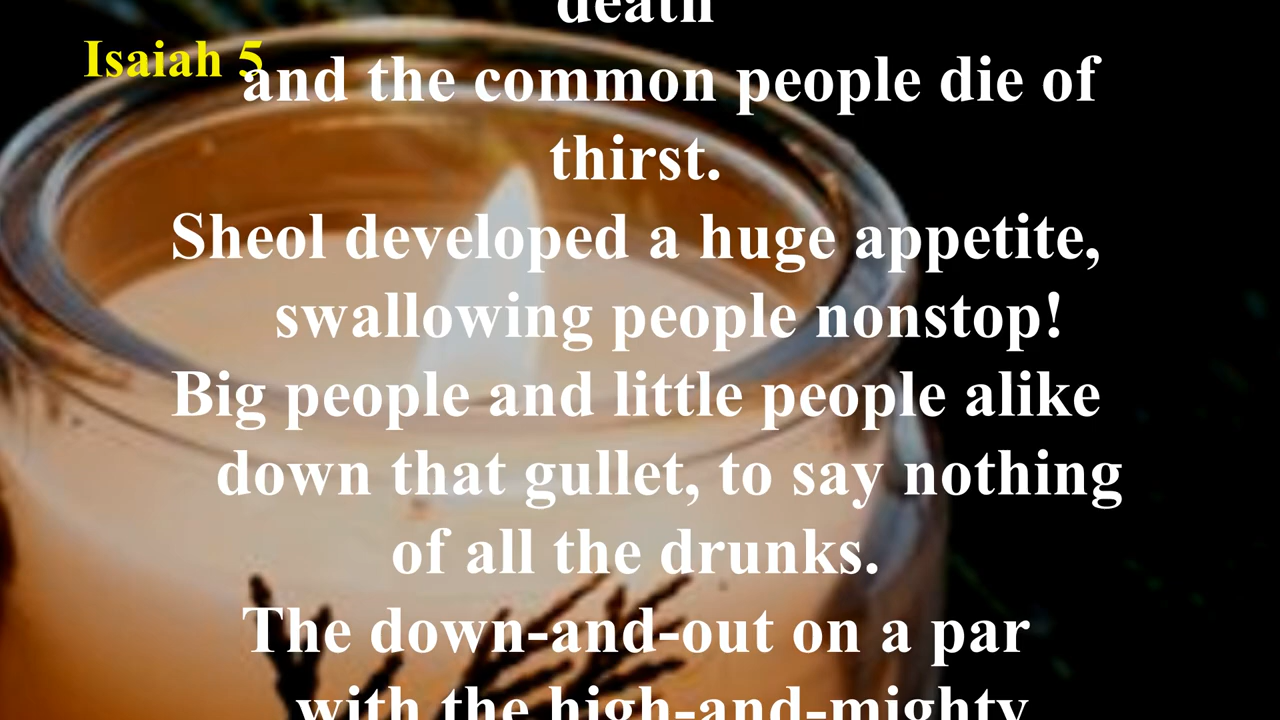 death
Isaiah 5
and the common people die of
thirst.
Sheol developed a huge appetite,
swallowing people nonstop!
Big people and little people alike
down that gullet, to say nothing
of all the drunks.
The down-and-out on a par
with the high-and-mighty